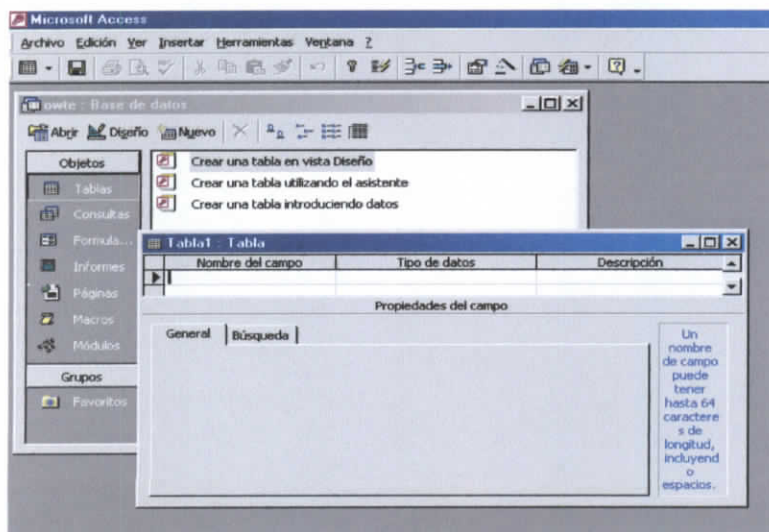 Microsoft Access
Archivo Edición Ver Insertar Herramientas Ventana ?
owte : Base de datos
Abrir Diseño Nuevo
Objetos
Tablas
Consultas
Formula...
Informes
Páginas
Macros
Módulos
Grupos
Favoritos
Crear una tabla en vista Diseño
Crear una tabla utilizando el asistente
Crear una tabla introduciendo datos
Tabla1 : Tabla
Nombre del campo Tipo de datos Descripción
Propiedades del campo
General Búsqueda
Un
nombre
de campo
puede
tener
hasta 64
caractere
s de
longitud,
incluyend
o
espacios.